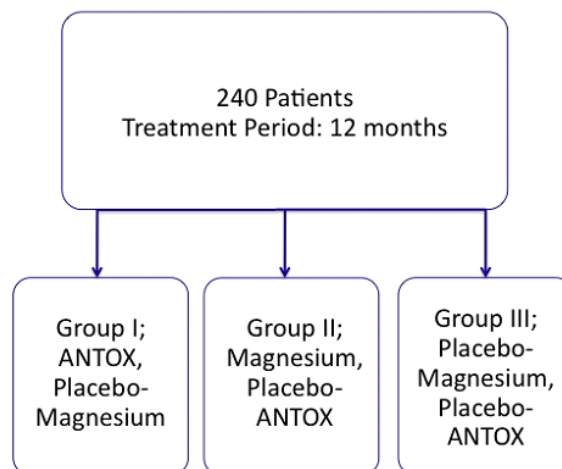 240 Patients
Treatment Period: 12 months
Group I;
ANTOX,
Placebo-
Magnesium
Group II;
Magnesium,
Placebo-
ANTOX
Group III;
Placebo-
Magnesium,
Placebo-
ANTOX